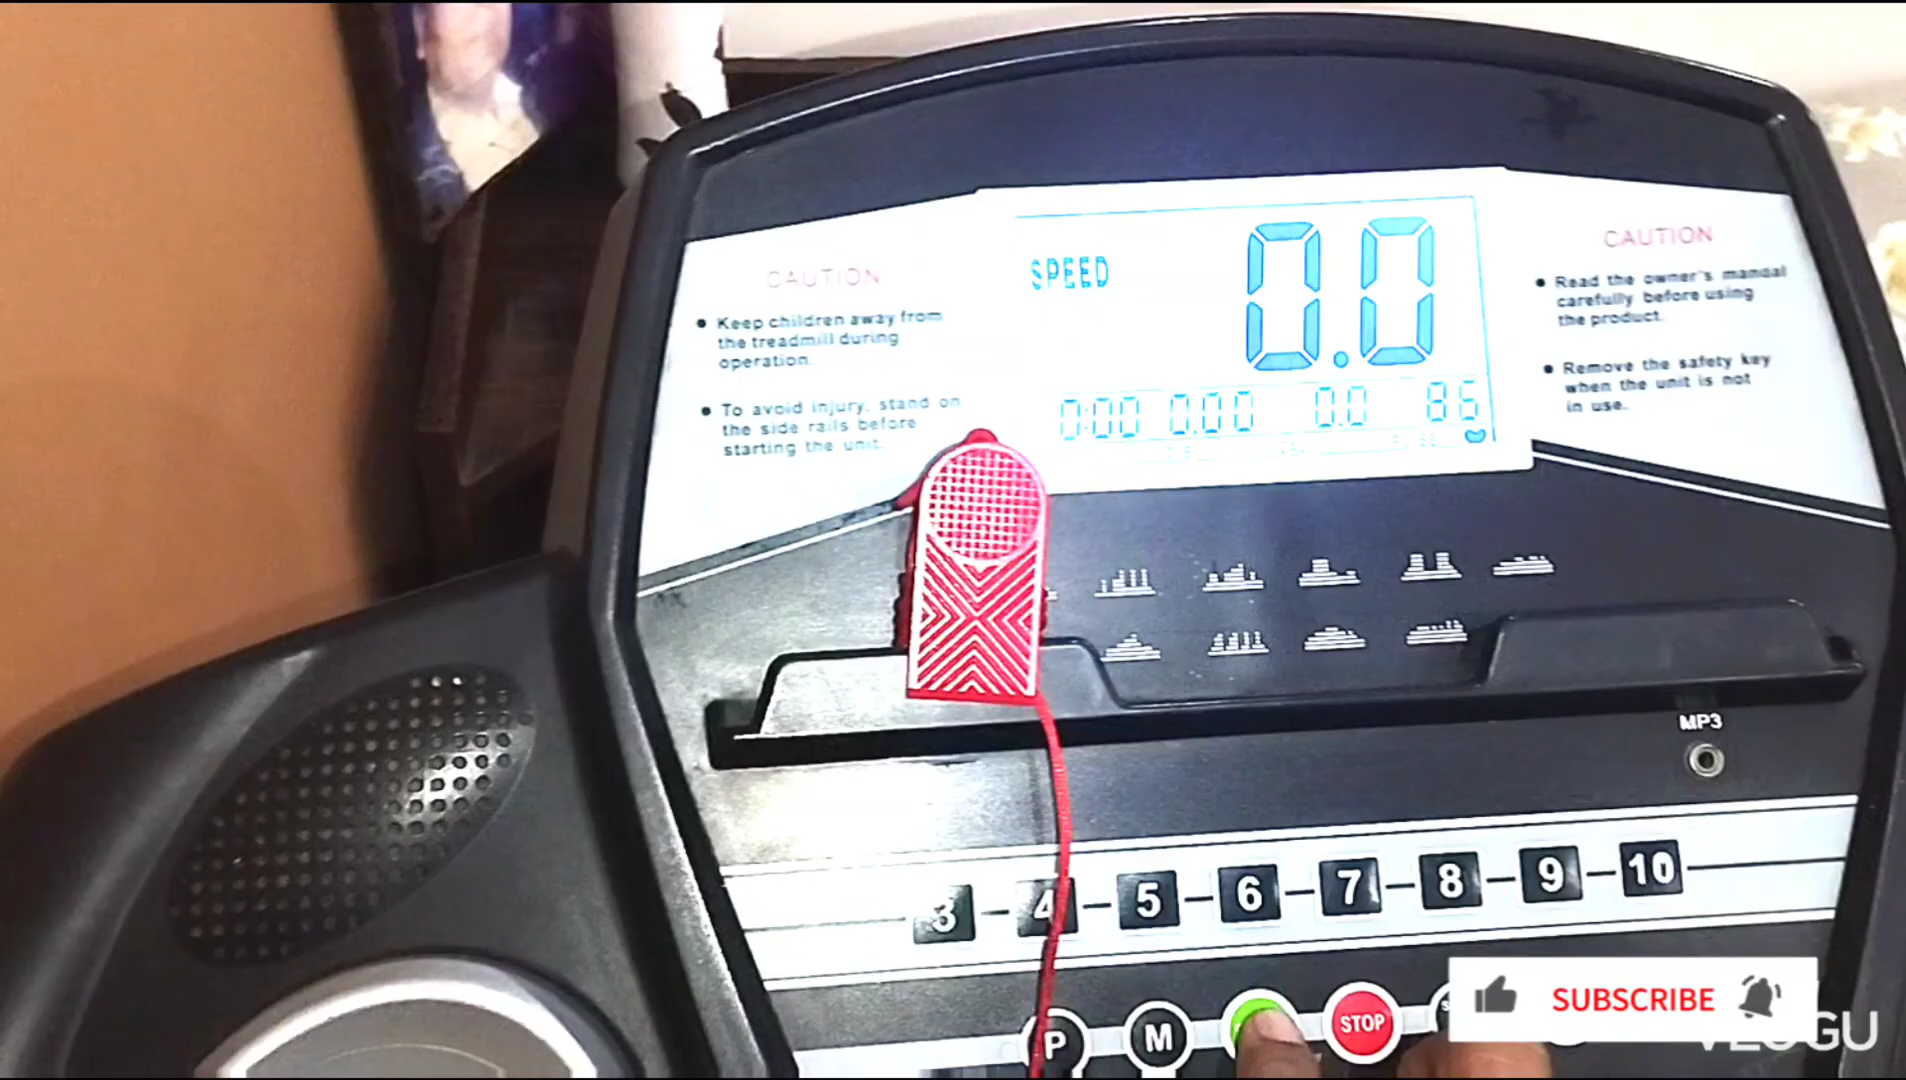 CAUTION
Keep children away from
the treadmill during
operation.
To avoid injury, stand on
the side rails before
starting the unit.
SPEED
0.0
0:00 0.00 0.0 86
CAUTION
Read the owner's manual
carefully before using
the product.
Remove the safety key
when the unit is not
in use.
MP3
3 4 5 6 7 8 9 10
P M STOP
SUBSCRIBE